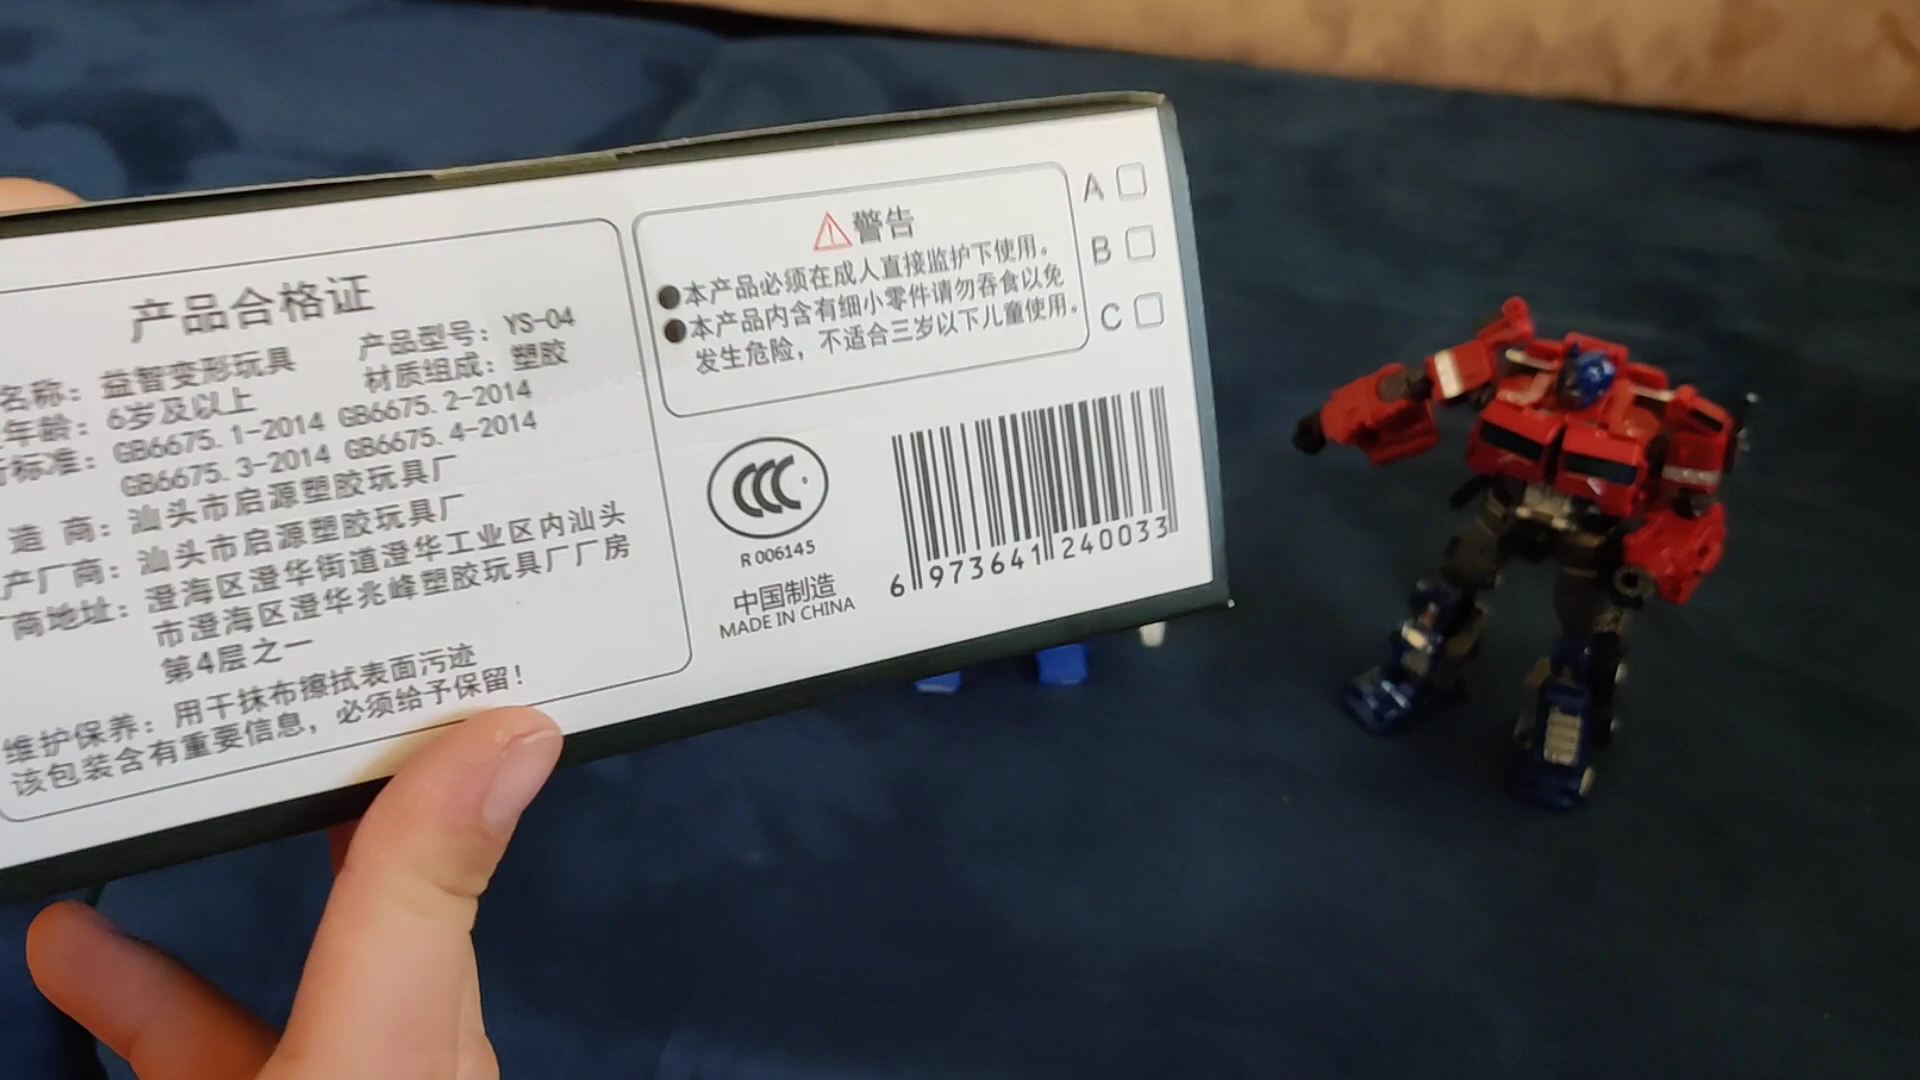 产品合格证
名称：益智变形玩具 产品型号：YS-04
年龄：6岁及以上 材质组成：塑胶
标准：GB6675.1-2014 GB6675.2-2014
GB6675.3-2014 GB6675.4-2014
造 商：汕头市启源塑胶玩具厂
产厂商：汕头市启源塑胶玩具厂
商地址：澄海区澄华街道澄华工业区内汕头
市澄海区澄华兆峰塑胶玩具厂厂房
第4层之一
维护保养：用干抹布擦拭表面污迹
该包装含有重要信息，必须给予保留！
警告
●本产品必须在成人直接监护下使用。
●本产品内含有细小零件请勿吞食以免
发生危险，不适合三岁以下儿童使用。
A
B
C
CCC
R 006145
中国制造
MADE IN CHINA
6 973641 240033